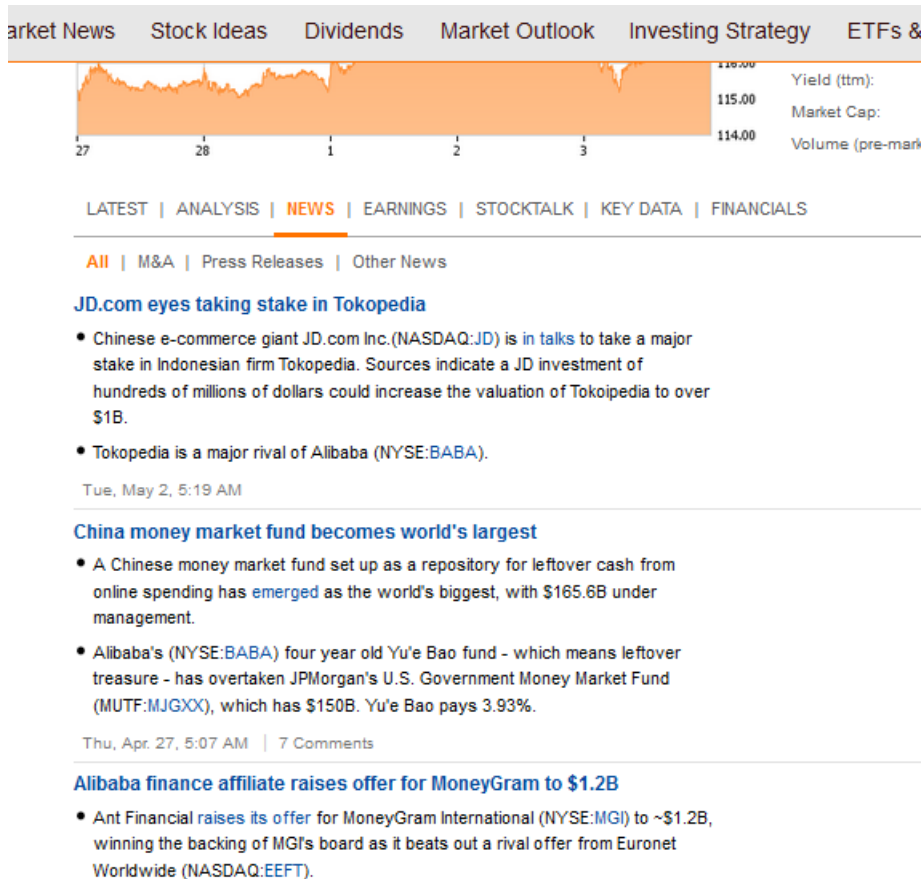 arket News Stock Ideas Dividends Market Outlook Investing Strategy ETFs &
116.00
Yield (ttm):
115.00
Market Cap:
114.00
27 28 1 2 3
Volume (pre-mark
LATEST | ANALYSIS | NEWS | EARNINGS | STOCKTALK | KEY DATA | FINANCIALS
All | M&A | Press Releases | Other News
JD.com eyes taking stake in Tokopedia
• Chinese e-commerce giant JD.com Inc.(NASDAQ:JD) is in talks to take a major
stake in Indonesian firm Tokopedia. Sources indicate a JD investment of
hundreds of millions of dollars could increase the valuation of Tokoipedia to over
$1B.
• Tokopedia is a major rival of Alibaba (NYSE:BABA).
Tue, May 2, 5:19 AM
China money market fund becomes world's largest
• A Chinese money market fund set up as a repository for leftover cash from
online spending has emerged as the world's biggest, with $165.6B under
management.
• Alibaba's (NYSE:BABA) four year old Yu'e Bao fund - which means leftover
treasure - has overtaken JPMorgan's U.S. Government Money Market Fund
(MUTF:MJGXX), which has $150B. Yu'e Bao pays 3.93%.
Thu, Apr. 27, 5:07 AM | 7 Comments
Alibaba finance affiliate raises offer for MoneyGram to $1.2B
• Ant Financial raises its offer for MoneyGram International (NYSE:MGI) to ~$1.2B,
winning the backing of MGI's board as it beats out a rival offer from Euronet
Worldwide (NASDAQ:EEFT).